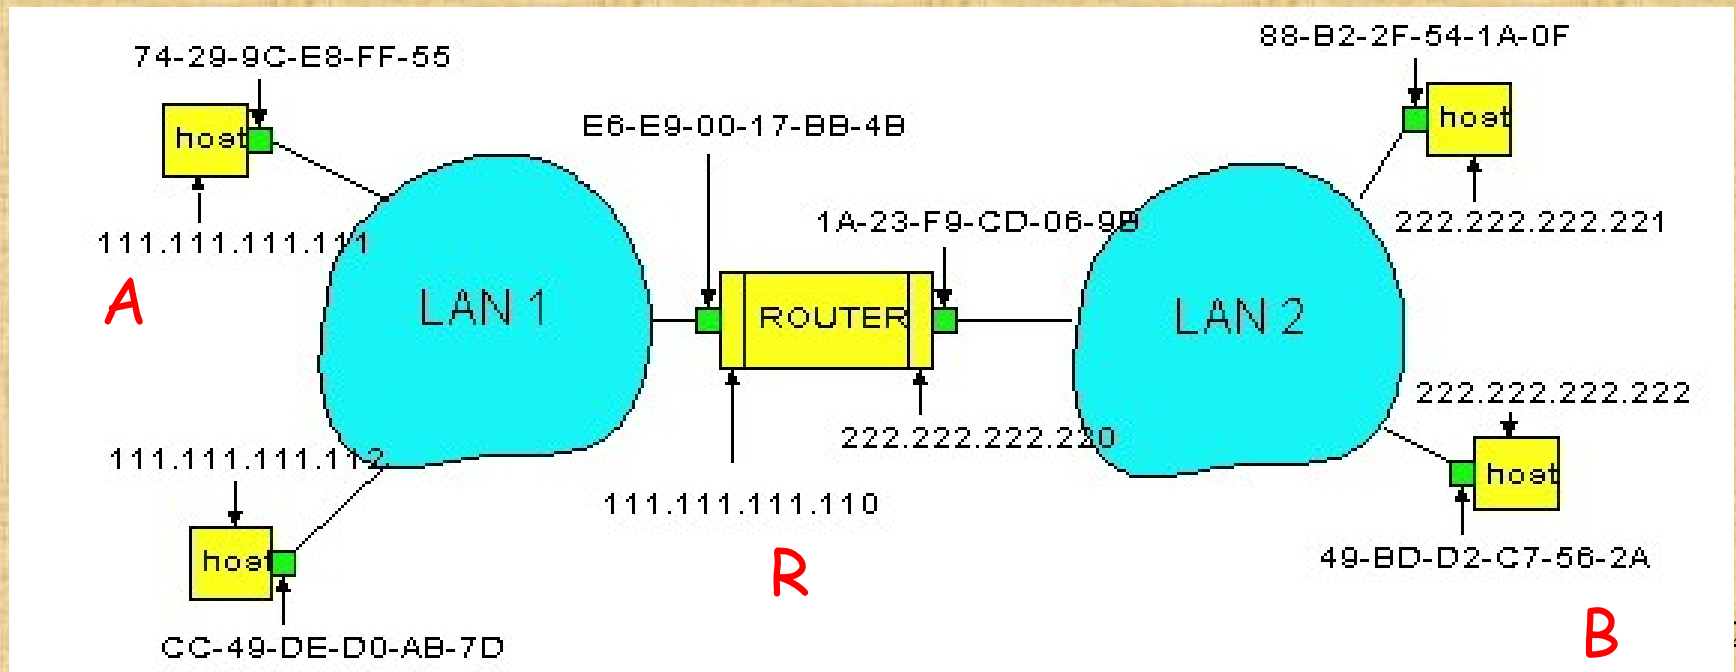 88-B2-2F-54-1A-0F
74-29-9C-E8-FF-55
host
E6-E9-00-17-BB-4B
host
111.111.111.111
1A-23-F9-CD-06-9B
222.222.222.221
A
LAN 1
ROUTER
LAN 2
222.222.222.222
111.111.111.112
222.222.222.220
host
111.111.111.110
host
49-BD-D2-C7-56-2A
R
CC-49-DE-D0-AB-7D
B